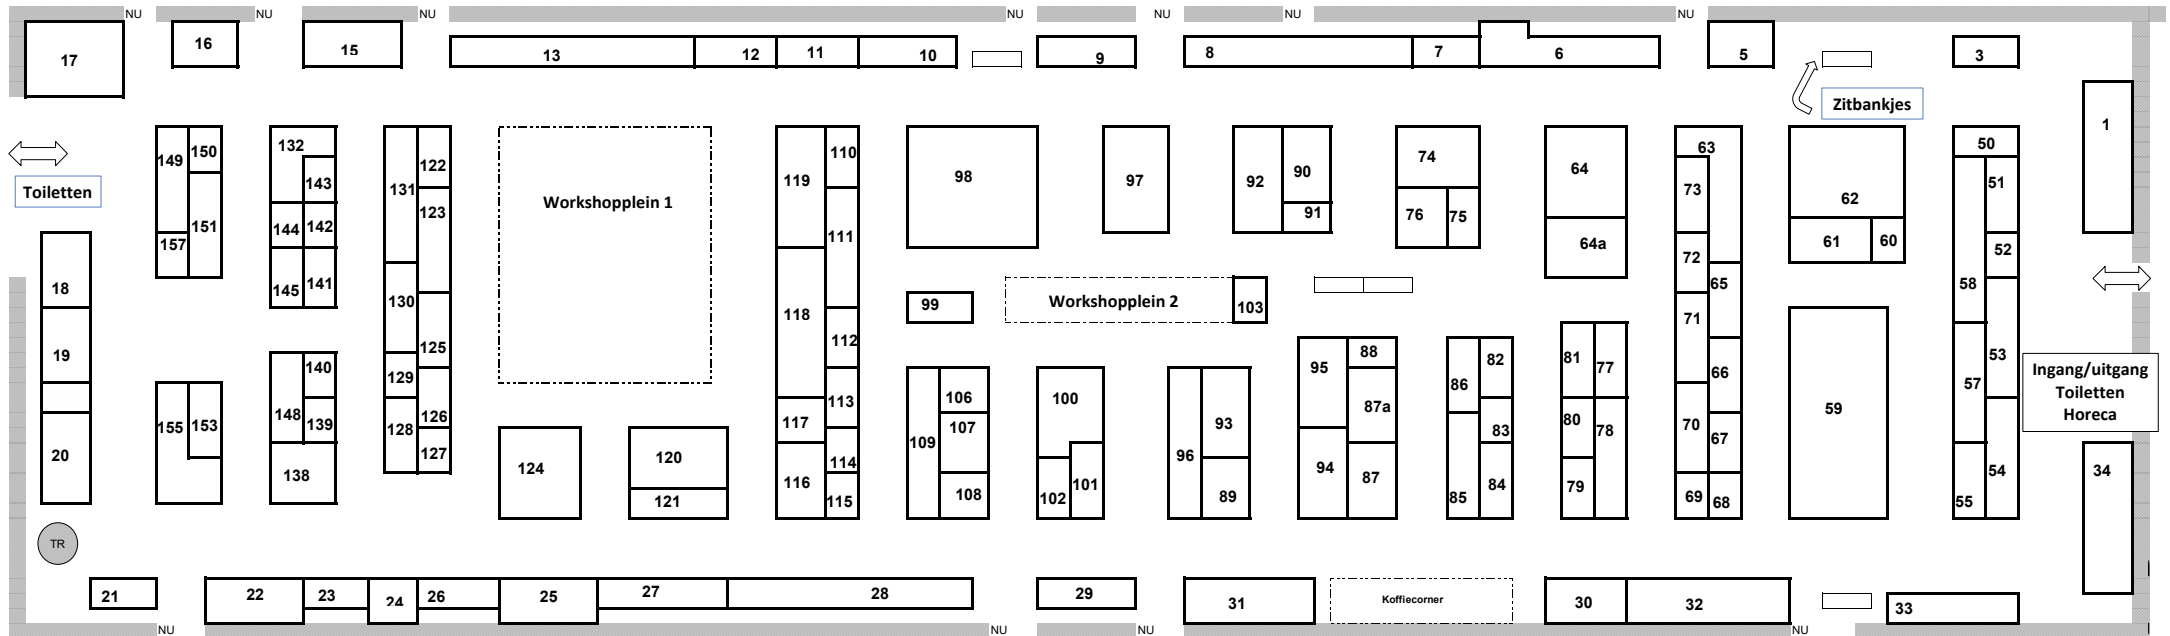 NU NU NU NU NU NU NU
17 16 15 13 12 11 10 9 8 7 6 5 3
Zitbankjes
1
149 150 132 143 131 122 119 110 98 97 92 90 74 64 63 73 62 50 51
Toiletten
151 144 142 123 Workshopplein 1 111 91 76 75 64a 72 61 60 52
157 145 141 130 65 58
18 99 Workshopplein 2 103 71
19 125 118 112 95 88 81 77 66 59 57 53
Ingang/uitgang
Toiletten
Horeca
140 129 106 100 86 82 87a
155 153 148 139 128 126 117 113 109 107 93 83 80 78 70 67
20 138 127 124 120 116 114 108 102 101 96 89 94 87 85 84 79 69 68 55 54 34
121 115
TR
21 22 23 24 26 25 27 28 29 31 Koffiecorner 30 32 33
NU NU NU NU